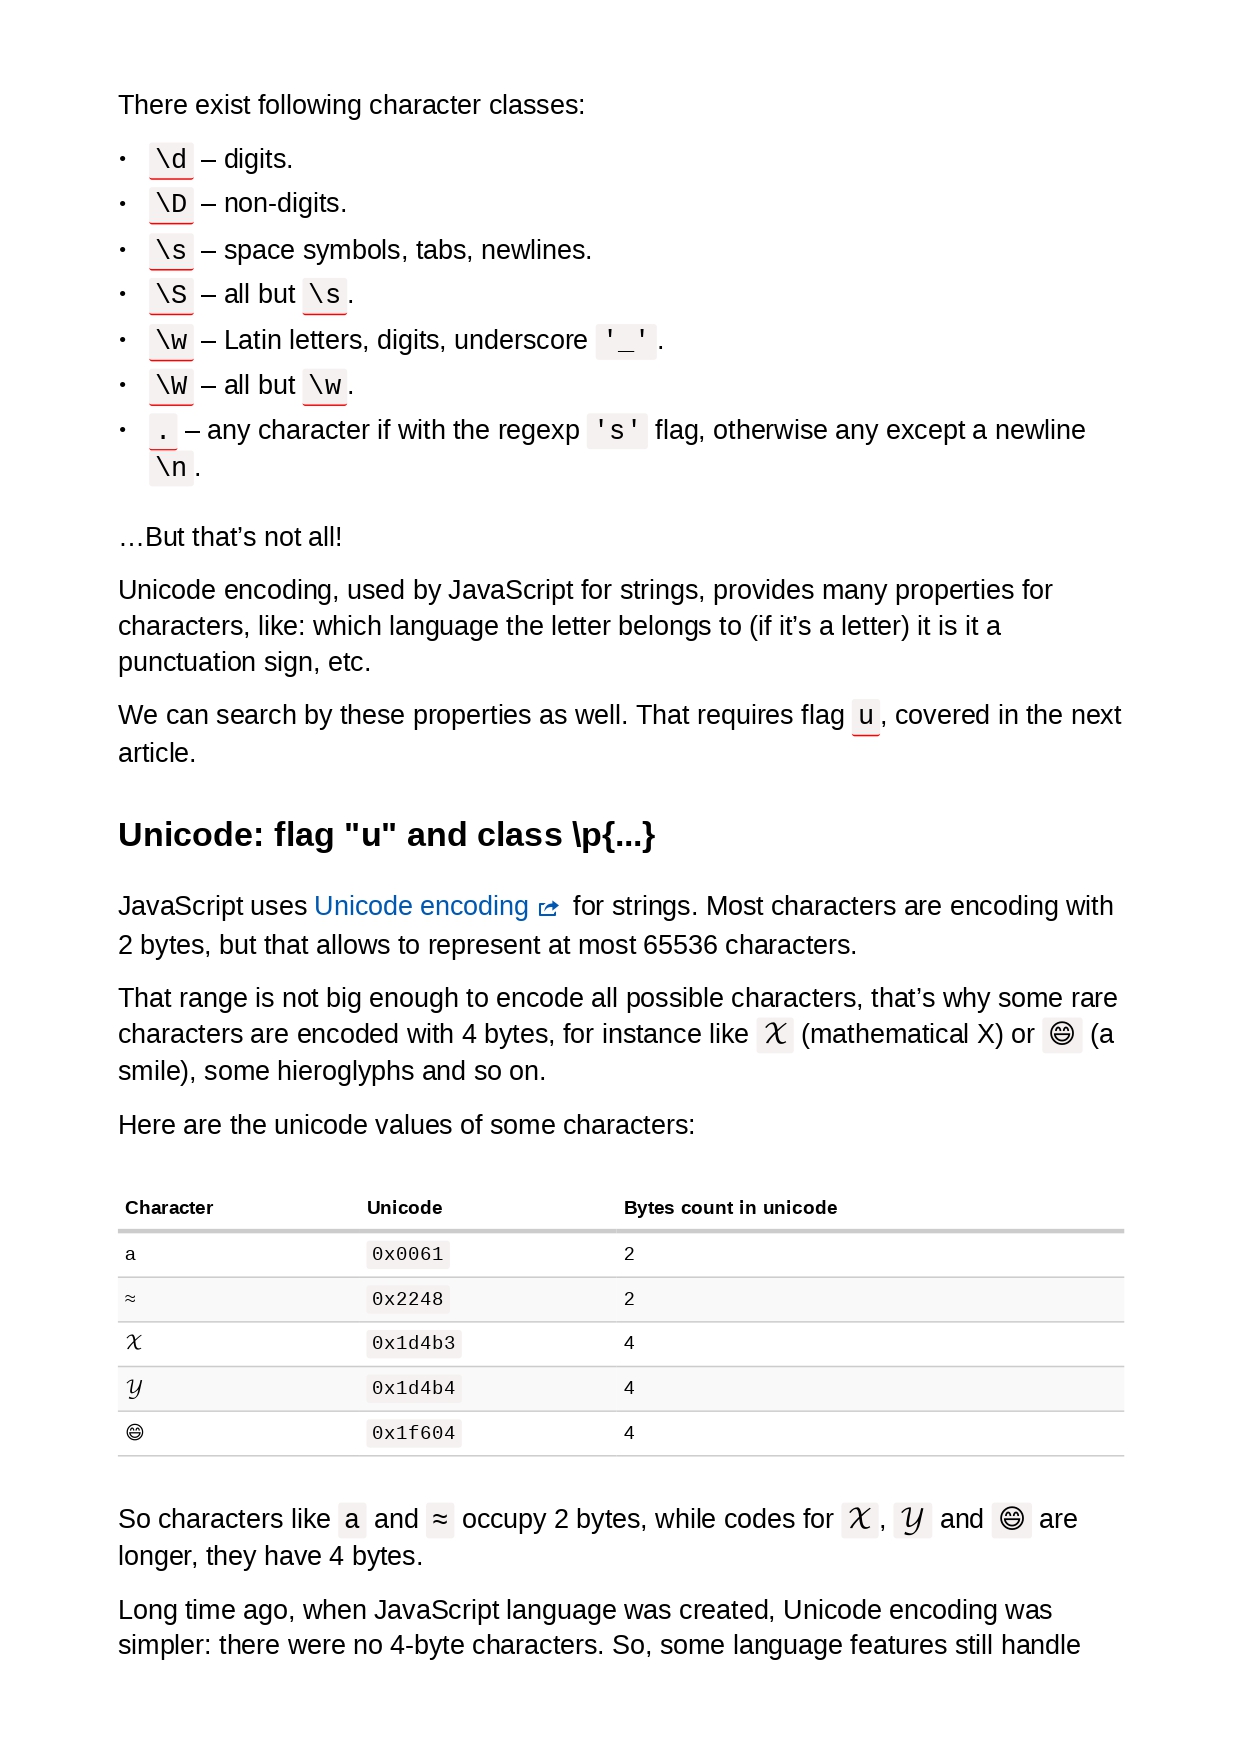 There exist following character classes:
• \d – digits.
• \D – non-digits.
• \s – space symbols, tabs, newlines.
• \S – all but \s.
• \w – Latin letters, digits, underscore '_'.
• \W – all but \w.
• . – any character if with the regexp 's' flag, otherwise any except a newline
\n.
…But that’s not all!
Unicode encoding, used by JavaScript for strings, provides many properties for
characters, like: which language the letter belongs to (if it’s a letter) it is it a
punctuation sign, etc.
We can search by these properties as well. That requires flag u, covered in the next
article.
Unicode: flag "u" and class \p{...}
JavaScript uses Unicode encoding for strings. Most characters are encoding with
2 bytes, but that allows to represent at most 65536 characters.
That range is not big enough to encode all possible characters, that’s why some rare
characters are encoded with 4 bytes, for instance like 𝒳 (mathematical X) or 😄 (a
smile), some hieroglyphs and so on.
Here are the unicode values of some characters:
Character Unicode Bytes count in unicode
a 0x0061 2
≈ 0x2248 2
𝒳 0x1d4b3 4
𝒴 0x1d4b4 4
😄 0x1f604 4
So characters like a and ≈ occupy 2 bytes, while codes for 𝒳, 𝒴 and 😄 are
longer, they have 4 bytes.
Long time ago, when JavaScript language was created, Unicode encoding was
simpler: there were no 4-byte characters. So, some language features still handle